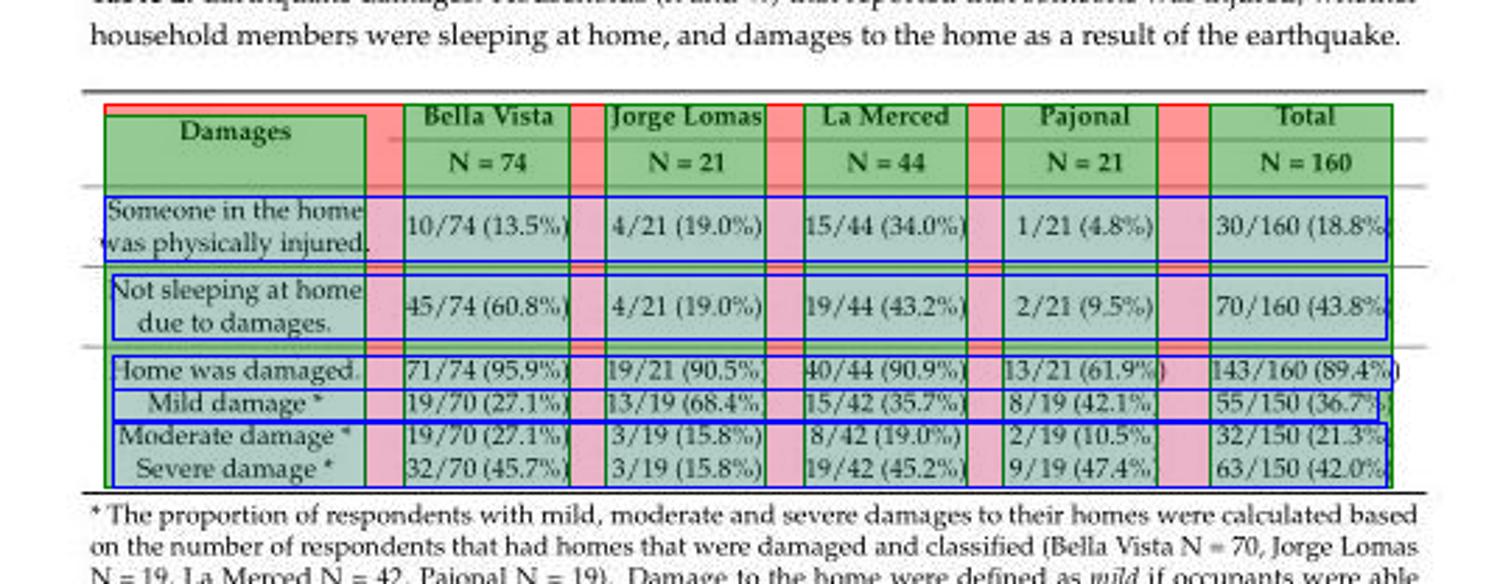 household members were sleeping at home, and damages to the home as a result of the earthquake.
Damages Bella Vista Jorge Lomas La Merced Pajonal Total
N = 74 N = 21 N = 44 N = 21 N = 160
Someone in the home
was physically injured. 10/74 (13.5%) 4/21 (19.0%) 15/44 (34.0%) 1/21 (4.8%) 30/160 (18.8%)
Not sleeping at home
due to damages. 45/74 (60.8%) 4/21 (19.0%) 19/44 (43.2%) 2/21 (9.5%) 70/160 (43.8%)
Home was damaged. 71/74 (95.9%) 19/21 (90.5%) 40/44 (90.9%) 13/21 (61.9%) 143/160 (89.4%)
Mild damage * 19/70 (27.1%) 13/19 (68.4%) 15/42 (35.7%) 8/19 (42.1%) 55/150 (36.7%)
Moderate damage * 19/70 (27.1%) 3/19 (15.8%) 8/42 (19.0%) 2/19 (10.5%) 32/150 (21.3%)
Severe damage * 32/70 (45.7%) 3/19 (15.8%) 19/42 (45.2%) 9/19 (47.4%) 63/150 (42.0%)
* The proportion of respondents with mild, moderate and severe damages to their homes were calculated based
on the number of respondents that had homes that were damaged and classified (Bella Vista N = 70, Jorge Lomas
N = 19, La Merced N = 42, Pajonal N = 19). Damage to the home were defined as mild if occupants were able